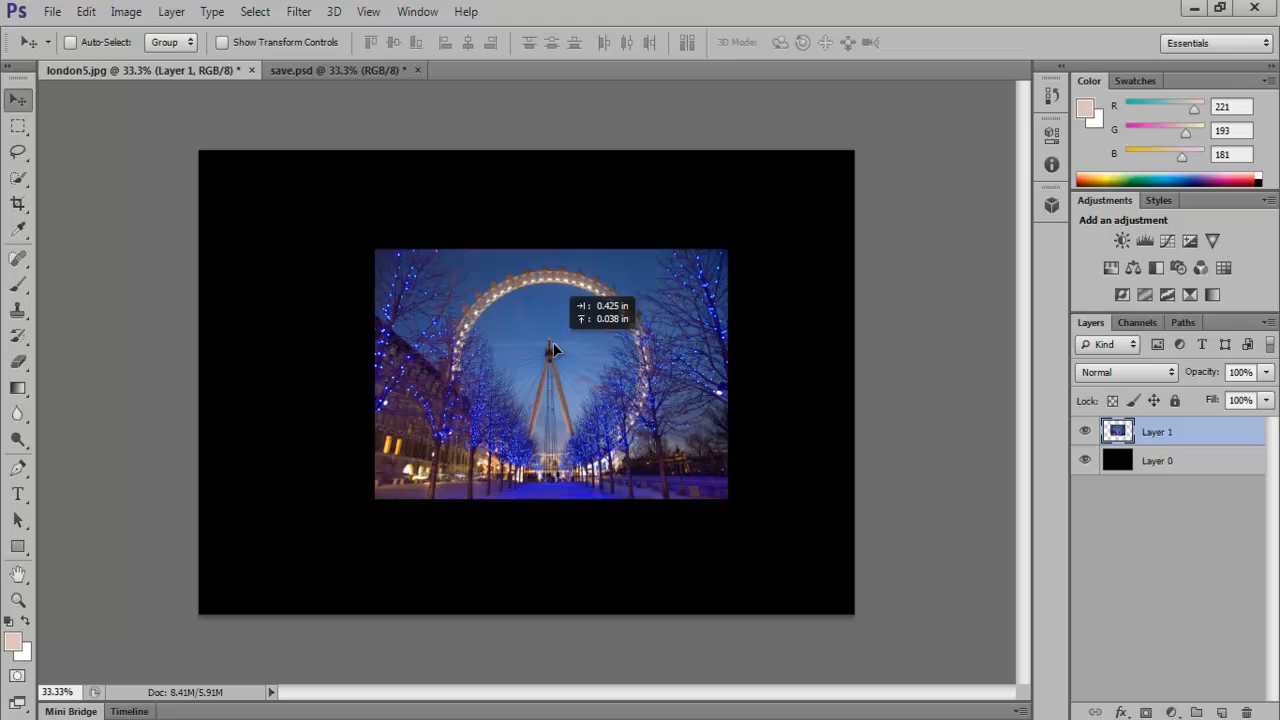 Ps File Edit Image Layer Type Select Filter 3D View Window Help
Auto-Select: Group Show Transform Controls 3D Mode: Essentials
london5.jpg @ 33.3% (Layer 1, RGB/8) * × save.psd @ 33.3% (RGB/8) * ×
Color Swatches
R 221
G 193
B 181
Adjustments Styles
Add an adjustment
: 0.425 in
: 0.038 in
Layers Channels Paths
Kind
Normal Opacity: 100%
Lock: Fill: 100%
Layer 1
Layer 0
T
fx
33.33% Doc: 8.41M/5.91M
Mini Bridge Timeline